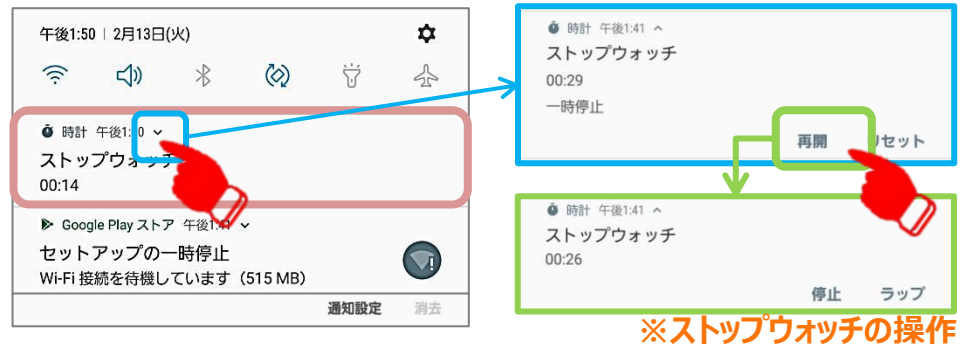 午後1:50 | 2月13日(火)
時計 午後1:50
ストップウォッチ
00:14
Google Play ストア 午後1:41
セットアップの一時停止
Wi-Fi 接続を待機しています（515 MB）
通知設定 消去
時計 午後1:41
ストップウォッチ
00:29
一時停止
再開 リセット
時計 午後1:41
ストップウォッチ
00:26
停止 ラップ
※ストップウォッチの操作